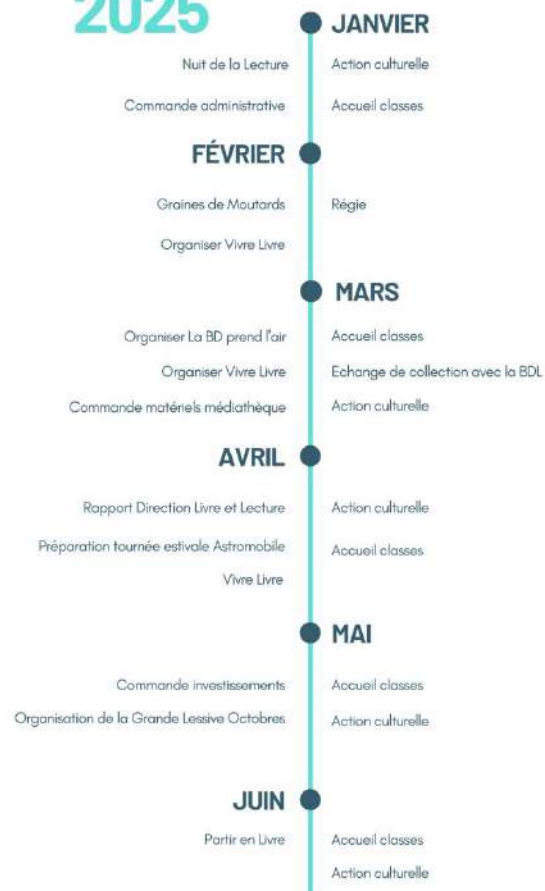 2025
JANVIER
Nuit de la Lecture
Action culturelle
Commande administrative
Accueil classes
FÉVRIER
Graines de Moutards
Régie
Organiser Vivre Livre
MARS
Organiser La BD prend l'air
Accueil classes
Organiser Vivre Livre
Echange de collection avec la BDL
Commande matériels médiathèque
Action culturelle
AVRIL
Rapport Direction Livre et Lecture
Action culturelle
Préparation tournée estivale Astromobile
Accueil classes
Vivre Livre
MAI
Commande investissements
Accueil classes
Organisation de la Grande Lessive Octobres
Action culturelle
JUIN
Partir en Livre
Accueil classes
Action culturelle